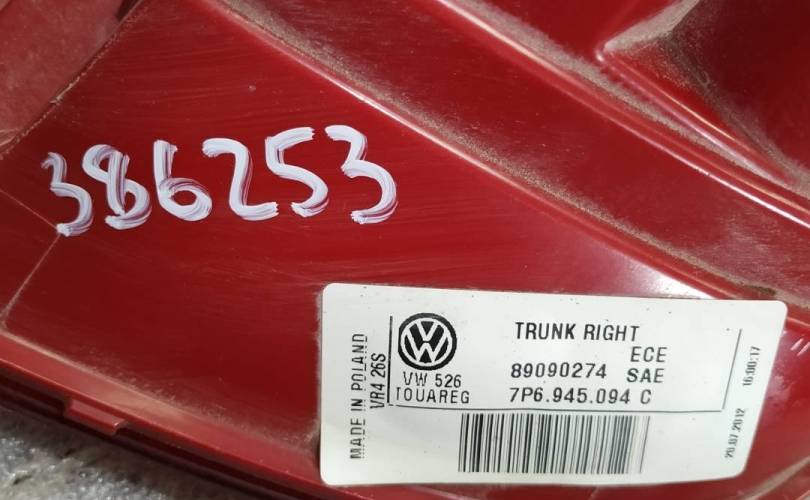 386253
TRUNK RIGHT
ECE
89090274 SAE
7P6.945.094 C
VW 526
TOUAREG
MADE IN POLAND
VR4 26S
20.07.2012 16:00:17